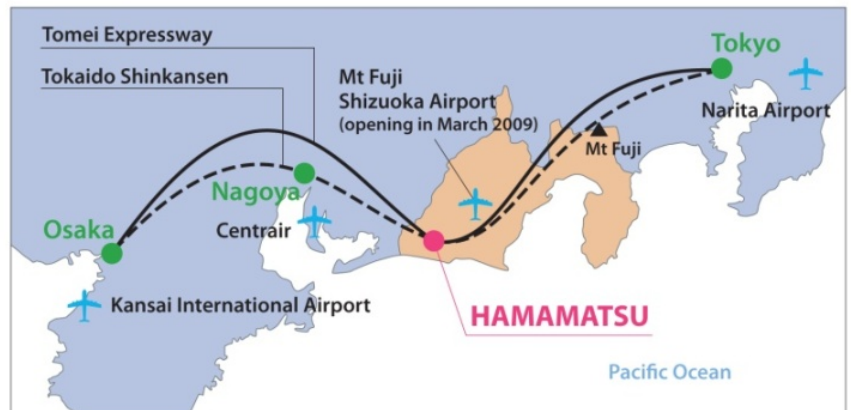 Tomei Expressway
Tokaido Shinkansen
Mt Fuji
Shizuoka Airport
(opening in March 2009)
Tokyo
Narita Airport
Mt Fuji
Nagoya
Osaka
Centrair
Kansai International Airport
HAMAMATSU
Pacific Ocean